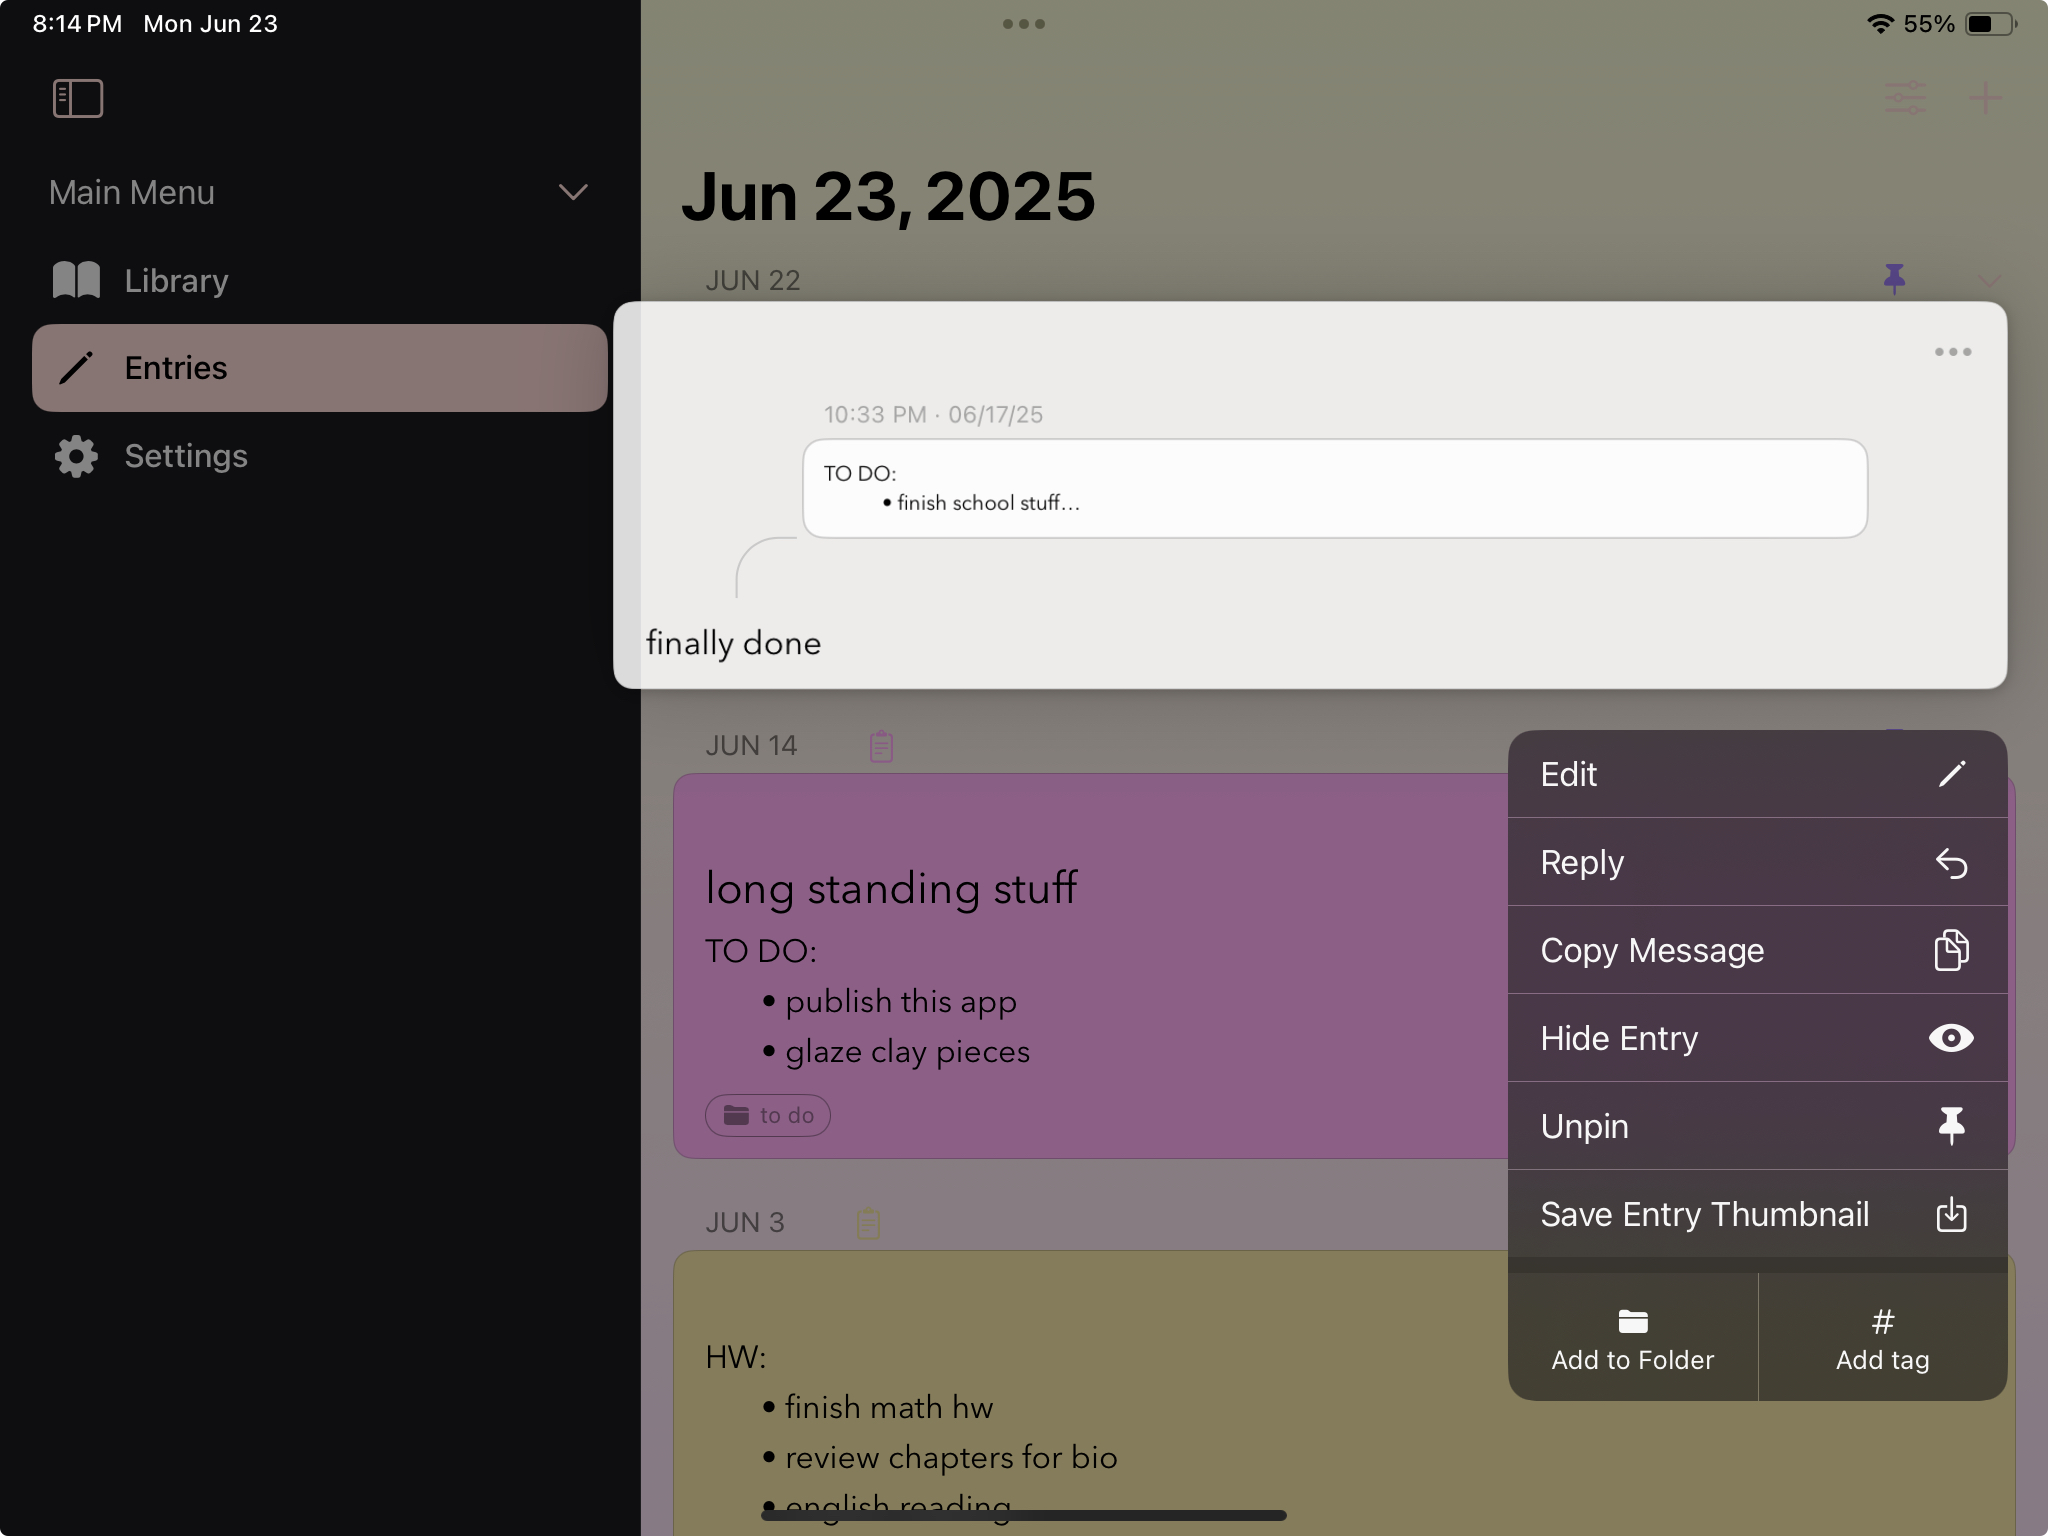 8:14 PM Mon Jun 23
55%
Main Menu
Library
Entries
Settings
Jun 23, 2025
JUN 22
10:33 PM · 06/17/25
TO DO:
• finish school stuff...
finally done
JUN 14
long standing stuff
TO DO:
• publish this app
• glaze clay pieces
to do
JUN 3
HW:
• finish math hw
• review chapters for bio
• english reading
Edit
Reply
Copy Message
Hide Entry
Unpin
Save Entry Thumbnail
Add to Folder
# Add tag